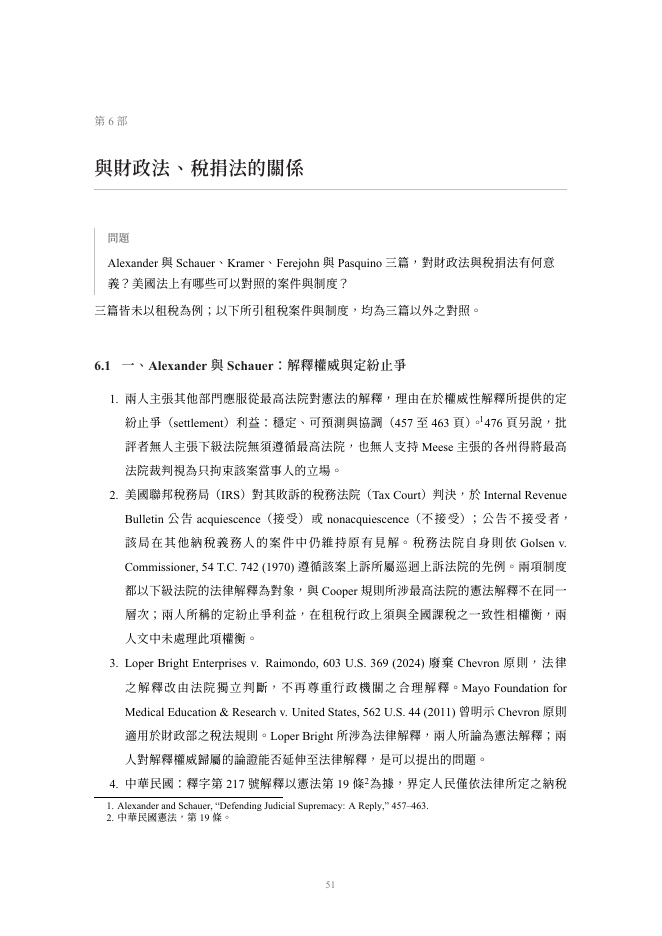 第 6 部
與財政法、稅捐法的關係
問題
Alexander 與 Schauer、Kramer、Ferejohn 與 Pasquino 三篇，對財政法與稅捐法有何意
義？美國法上有哪些可以對照的案件與制度？
三篇皆未以租稅為例；以下所引租稅案件與制度，均為三篇以外之對照。
6.1 一、Alexander 與 Schauer：解釋權威與定紛止爭
1. 兩人主張其他部門應服從最高法院對憲法的解釋，理由在於權威性解釋所提供的定
紛止爭（settlement）利益：穩定、可預測與協調（457 至 463 頁）。1476 頁另說，批
評者無人主張下級法院無須遵循最高法院，也無人支持 Meese 主張的各州得將最高
法院裁判視為只拘束該案當事人的立場。
2. 美國聯邦稅務局（IRS）對其敗訴的稅務法院（Tax Court）判決，於 Internal Revenue
Bulletin 公告 acquiescence（接受）或 nonacquiescence（不接受）；公告不接受者，
該局在其他納稅義務人的案件中仍維持原有見解。稅務法院自身則依 Golsen v.
Commissioner, 54 T.C. 742 (1970) 遵循該案上訴所屬巡迴上訴法院的先例。兩項制度
都以下級法院的法律解釋為對象，與 Cooper 規則所涉最高法院的憲法解釋不在同一
層次；兩人所稱的定紛止爭利益，在租稅行政上須與全國課稅之一致性相權衡，兩
人文中未處理此項權衡。
3. Loper Bright Enterprises v. Raimondo, 603 U.S. 369 (2024) 廢棄 Chevron 原則，法律
之解釋改由法院獨立判斷，不再尊重行政機關之合理解釋。Mayo Foundation for
Medical Education & Research v. United States, 562 U.S. 44 (2011) 曾明示 Chevron 原則
適用於財政部之稅法規則。Loper Bright 所涉為法律解釋，兩人所論為憲法解釋；兩
人對解釋權威歸屬的論證能否延伸至法律解釋，是可以提出的問題。
4. 中華民國：釋字第 217 號解釋以憲法第 19 條2為據，界定人民僅依法律所定之納稅
1. Alexander and Schauer, “Defending Judicial Supremacy: A Reply,” 457–463.
2. 中華民國憲法，第 19 條。
51